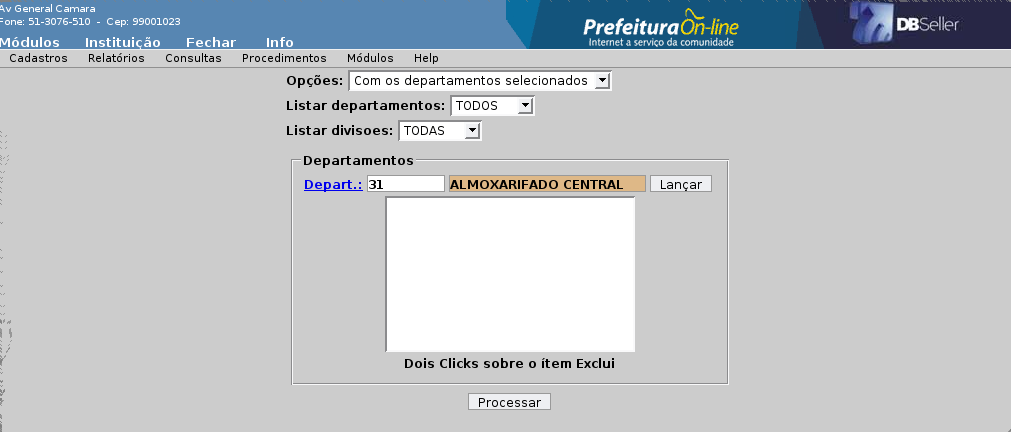 Av General Camara
Fone: 51-3076-510 - Cep: 99001023
Módulos Instituição Fechar Info
Prefeitura On-line
Internet a serviço da comunidade
DBSeller
Cadastros Relatórios Consultas Procedimentos Módulos Help
Opções: Com os departamentos selecionados
Listar departamentos: TODOS
Listar divisoes: TODAS
Departamentos
Depart.: 31 ALMOXARIFADO CENTRAL Lançar
Dois Clicks sobre o ítem Exclui
Processar